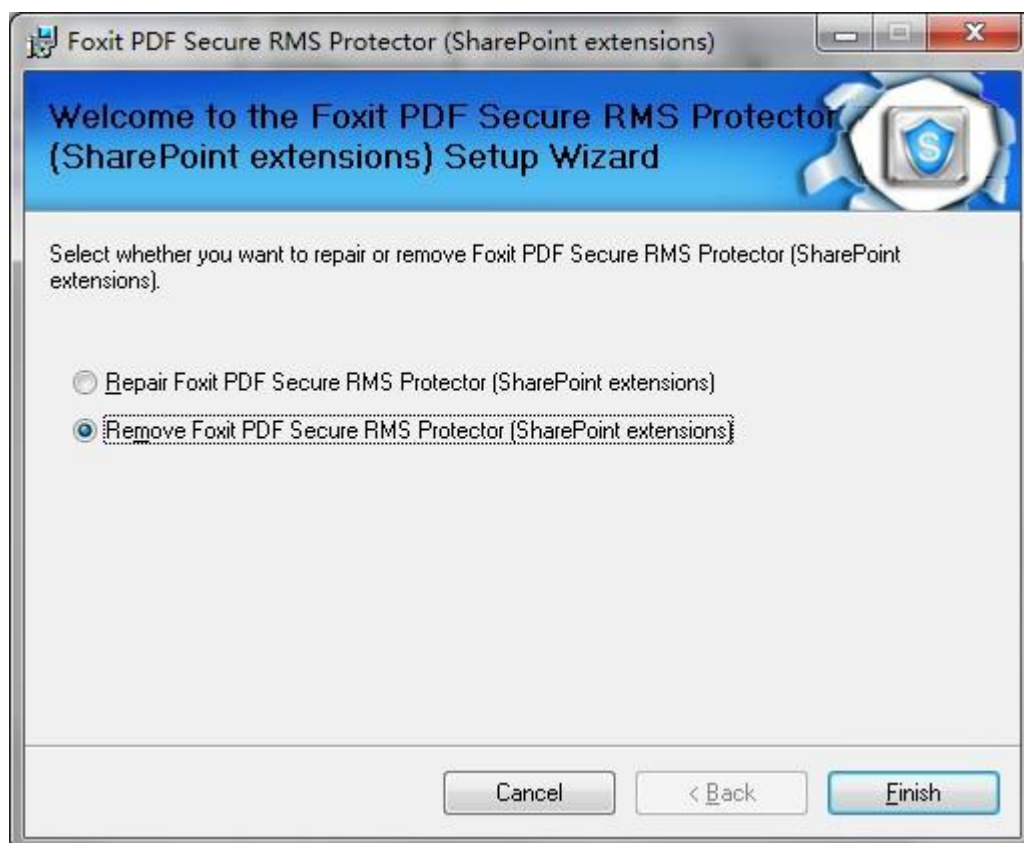 Foxit PDF Secure RMS Protector (SharePoint extensions)
Welcome to the Foxit PDF Secure RMS Protector
(SharePoint extensions) Setup Wizard
S
Select whether you want to repair or remove Foxit PDF Secure RMS Protector (SharePoint
extensions).
Repair Foxit PDF Secure RMS Protector (SharePoint extensions)
Remove Foxit PDF Secure RMS Protector (SharePoint extensions)
Cancel
< Back
Finish